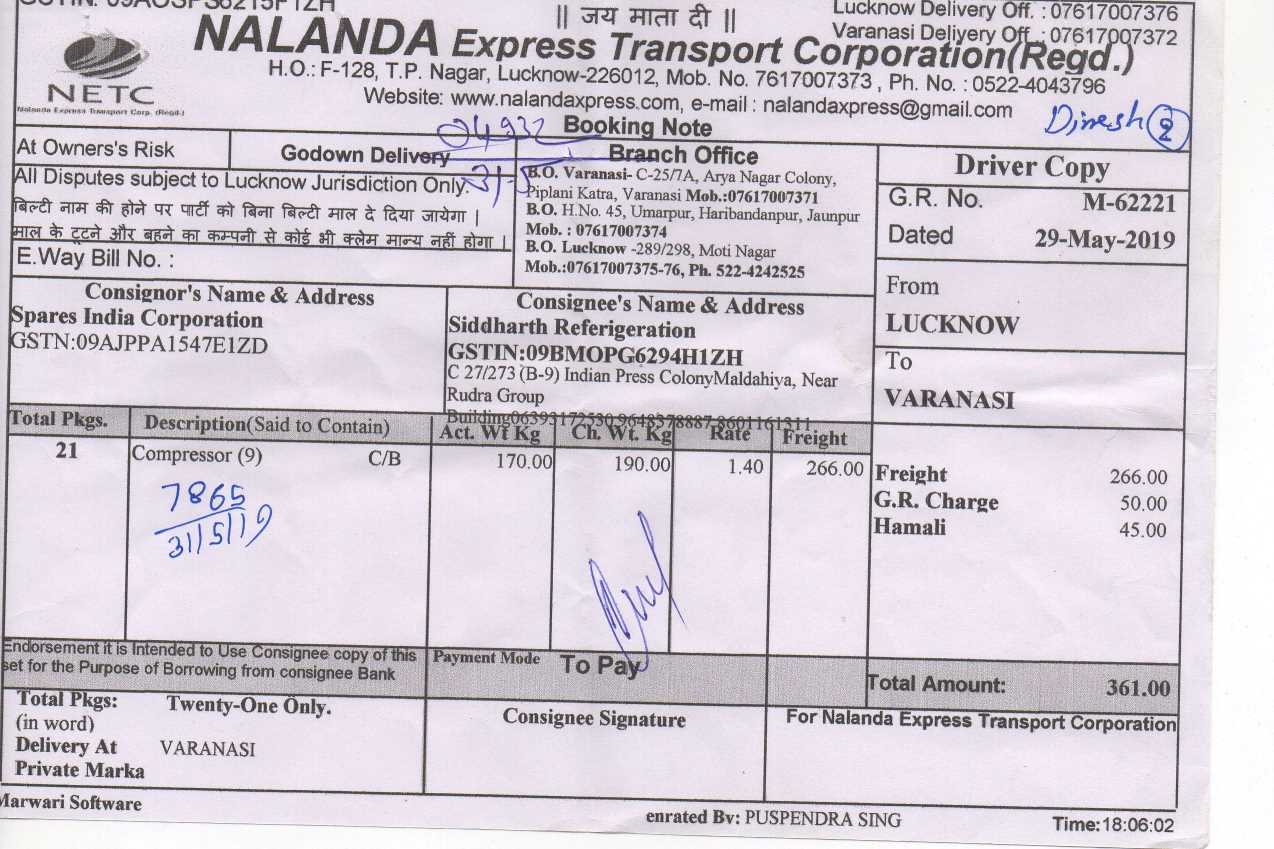 || जय माता दी ||
Lucknow Delivery Off. : 07617007376
Varanasi Delivery Off. : 07617007372
NALANDA Express Transport Corporation(Regd.)
H.O.: F-128, T.P. Nagar, Lucknow-226012, Mob. No. 7617007373 , Ph. No. : 0522-4043796
Website: www.nalandaxpress.com, e-mail : nalandaxpress@gmail.com
NETC
Nalanda Express Transport Corp. (Regd.)
Dinesh 2
04932
Booking Note
31-5
At Owners's Risk
Godown Delivery
All Disputes subject to Lucknow Jurisdiction Only.
बिल्टी नाम की होने पर पार्टी को बिना बिल्टी माल दे दिया जायेगा |
माल के टूटने और बहने का कम्पनी से कोई भी क्लेम मान्य नहीं होगा |
E.Way Bill No. :
Branch Office
B.O. Varanasi- C-25/7A, Arya Nagar Colony,
Piplani Katra, Varanasi Mob.:07617007371
B.O. H.No. 45, Umarpur, Haribandanpur, Jaunpur
Mob. : 07617007374
B.O. Lucknow -289/298, Moti Nagar
Mob.:07617007375-76, Ph. 522-4242525
Driver Copy
G.R. No. M-62221
Dated 29-May-2019
From
LUCKNOW
To
VARANASI
Consignor's Name & Address
Spares India Corporation
GSTN:09AJPPA1547E1ZD
Consignee's Name & Address
Siddharth Referigeration
GSTIN:09BMOPG6294H1ZH
C 27/273 (B-9) Indian Press ColonyMaldahiya, Near
Rudra Group
Building06393172530,9648378887,8601161311
Total Pkgs. Description(Said to Contain) Act. Wt Kg Ch. Wt. Kg Rate Freight
21 Compressor (9) C/B 170.00 190.00 1.40 266.00
7865
31/5/19
Freight 266.00
G.R. Charge 50.00
Hamali 45.00
Endorsement it is Intended to Use Consignee copy of this
set for the Purpose of Borrowing from consignee Bank
Payment Mode To Pay
Total Amount: 361.00
Total Pkgs: Twenty-One Only.
(in word)
Delivery At VARANASI
Private Marka
Consignee Signature
For Nalanda Express Transport Corporation
Marwari Software
enrated By: PUSPENDRA SING
Time:18:06:02